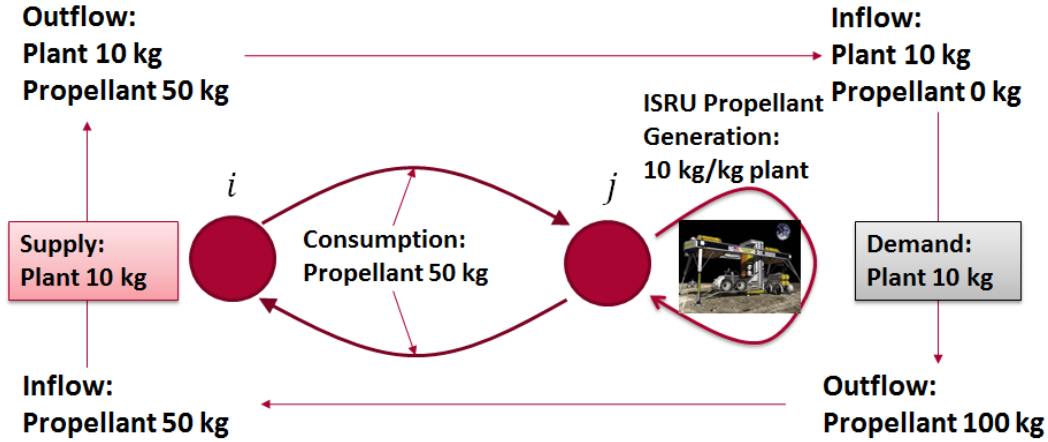 Outflow:
Plant 10 kg
Propellant 50 kg
Inflow:
Plant 10 kg
Propellant 0 kg
ISRU Propellant
Generation:
10 kg/kg plant
i
j
Supply:
Plant 10 kg
Consumption:
Propellant 50 kg
Demand:
Plant 10 kg
Inflow:
Propellant 50 kg
Outflow:
Propellant 100 kg